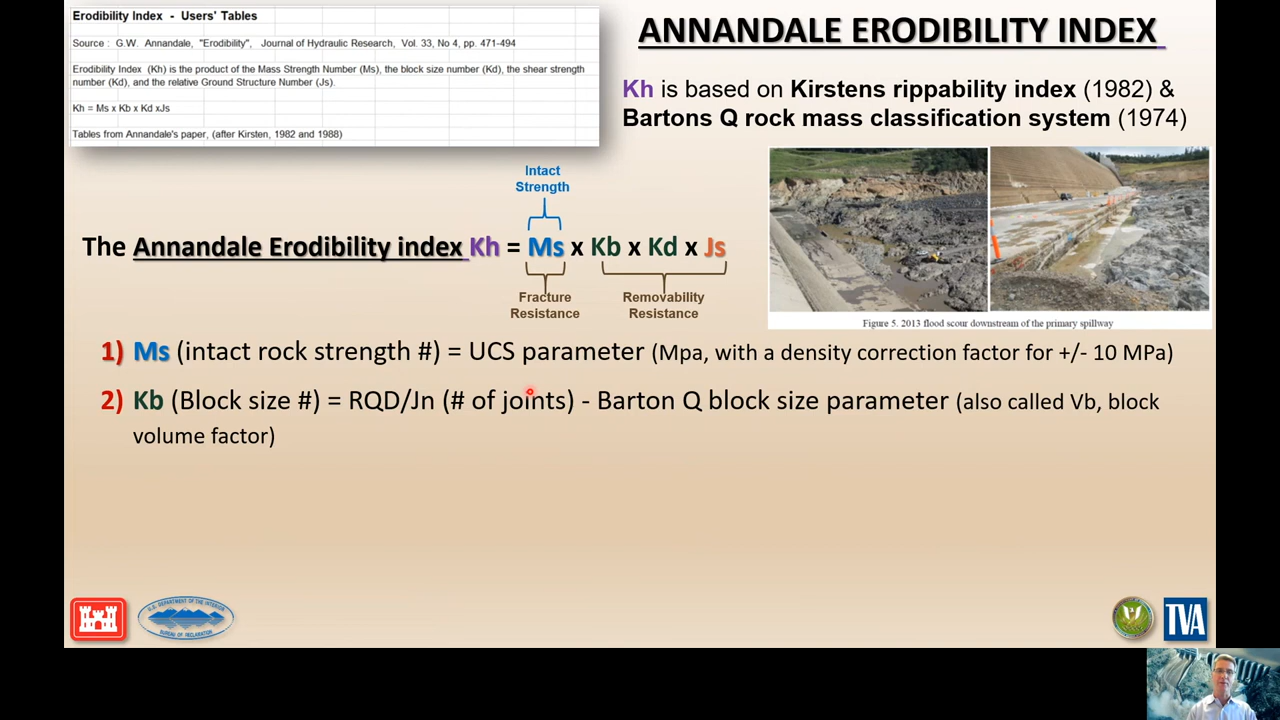 Erodibility Index - Users' Tables
Source : G.W. Annandale, "Erodibility", Journal of Hydraulic Research, Vol. 33, No 4, pp. 471-494
Erodibility Index (Kh) is the product of the Mass Strength Number (Ms), the block size number (Kd), the shear strength
number (Kd), and the relative Ground Structure Number (Js).
Kh = Ms x Kb x Kd xJs
Tables from Annandale's paper, (after Kirsten, 1982 and 1988)
ANNANDALE ERODIBILITY INDEX
Kh is based on Kirstens rippability index (1982) &
Bartons Q rock mass classification system (1974)
Intact
Strength
The Annandale Erodibility index Kh = Ms x Kb x Kd x Js
Fracture
Resistance
Removability
Resistance
Figure 5. 2013 flood scour downstream of the primary spillway
1) Ms (intact rock strength #) = UCS parameter (Mpa, with a density correction factor for +/- 10 MPa)
2) Kb (Block size #) = RQD/Jn (# of joints) - Barton Q block size parameter (also called Vb, block
volume factor)
U.S. DEPARTMENT OF THE INTERIOR
BUREAU OF RECLAMATION
TVA